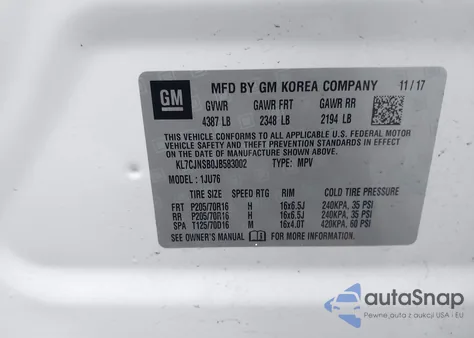 GM
MFD BY GM KOREA COMPANY 11/17
GVWR GAWR FRT GAWR RR
4387 LB 2348 LB 2194 LB
THIS VEHICLE CONFORMS TO ALL APPLICABLE U.S. FEDERAL MOTOR
VEHICLE SAFETY, BUMPER, AND THEFT PREVENTION STANDARDS IN EFFECT
ON THE DATE OF MANUFACTURE SHOWN ABOVE.
KL7CJNSB0JB583002 TYPE: MPV
MODEL: 1JU76
TIRE SIZE SPEED RTG RIM COLD TIRE PRESSURE
FRT P205/70R16 H 16x6.5J 240KPA, 35 PSI
RR P205/70R16 H 16x6.5J 240KPA, 35 PSI
SPA T125/70D16 M 16x4.0T 420KPA, 60 PSI
SEE OWNER'S MANUAL FOR MORE INFORMATION
autoSnap
Pewne auta z aukcji USA i EU